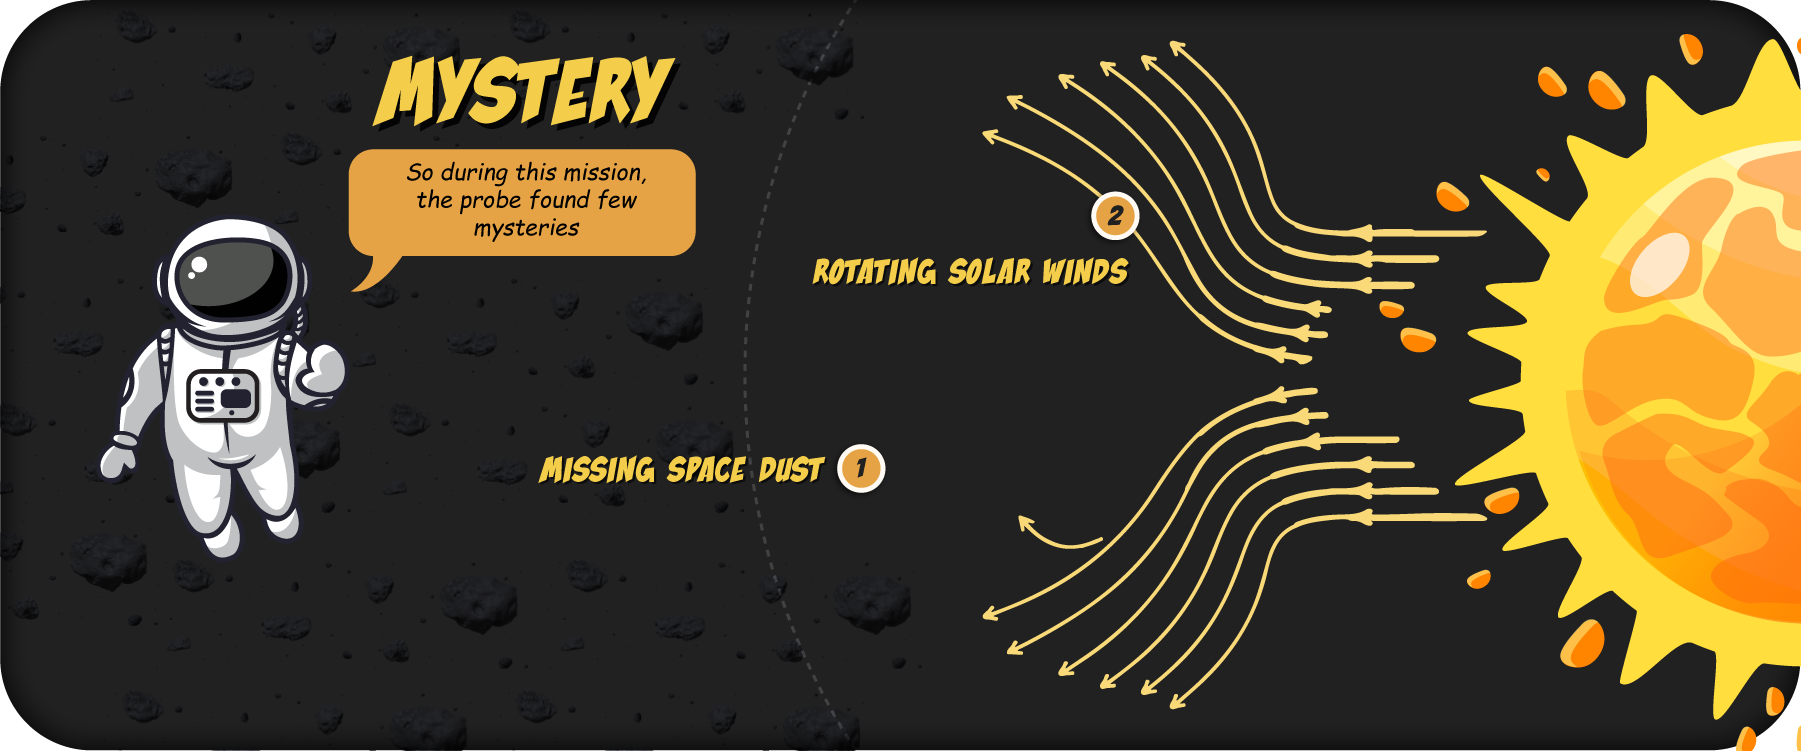 MYSTERY
So during this mission,
the probe found few
mysteries
2
ROTATING SOLAR WINDS
MISSING SPACE DUST 1